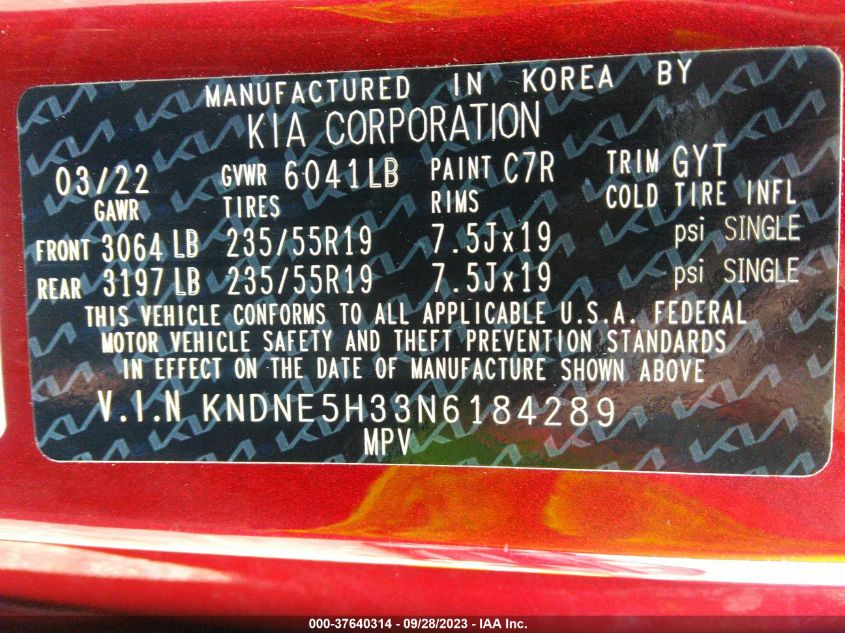 MANUFACTURED IN KOREA BY
KIA CORPORATION
03/22 GVWR 6041LB PAINT C7R TRIM GYT
GAWR TIRES RIMS COLD TIRE INFL
FRONT 3064 LB 235/55R19 7.5Jx19 psi SINGLE
REAR 3197 LB 235/55R19 7.5Jx19 psi SINGLE
THIS VEHICLE CONFORMS TO ALL APPLICABLE U.S.A. FEDERAL
MOTOR VEHICLE SAFETY AND THEFT PREVENTION STANDARDS
IN EFFECT ON THE DATE OF MANUFACTURE SHOWN ABOVE
V.I.N KNDNE5H33N6184289
MPV
000-37640314 - 09/28/2023 - IAA Inc.